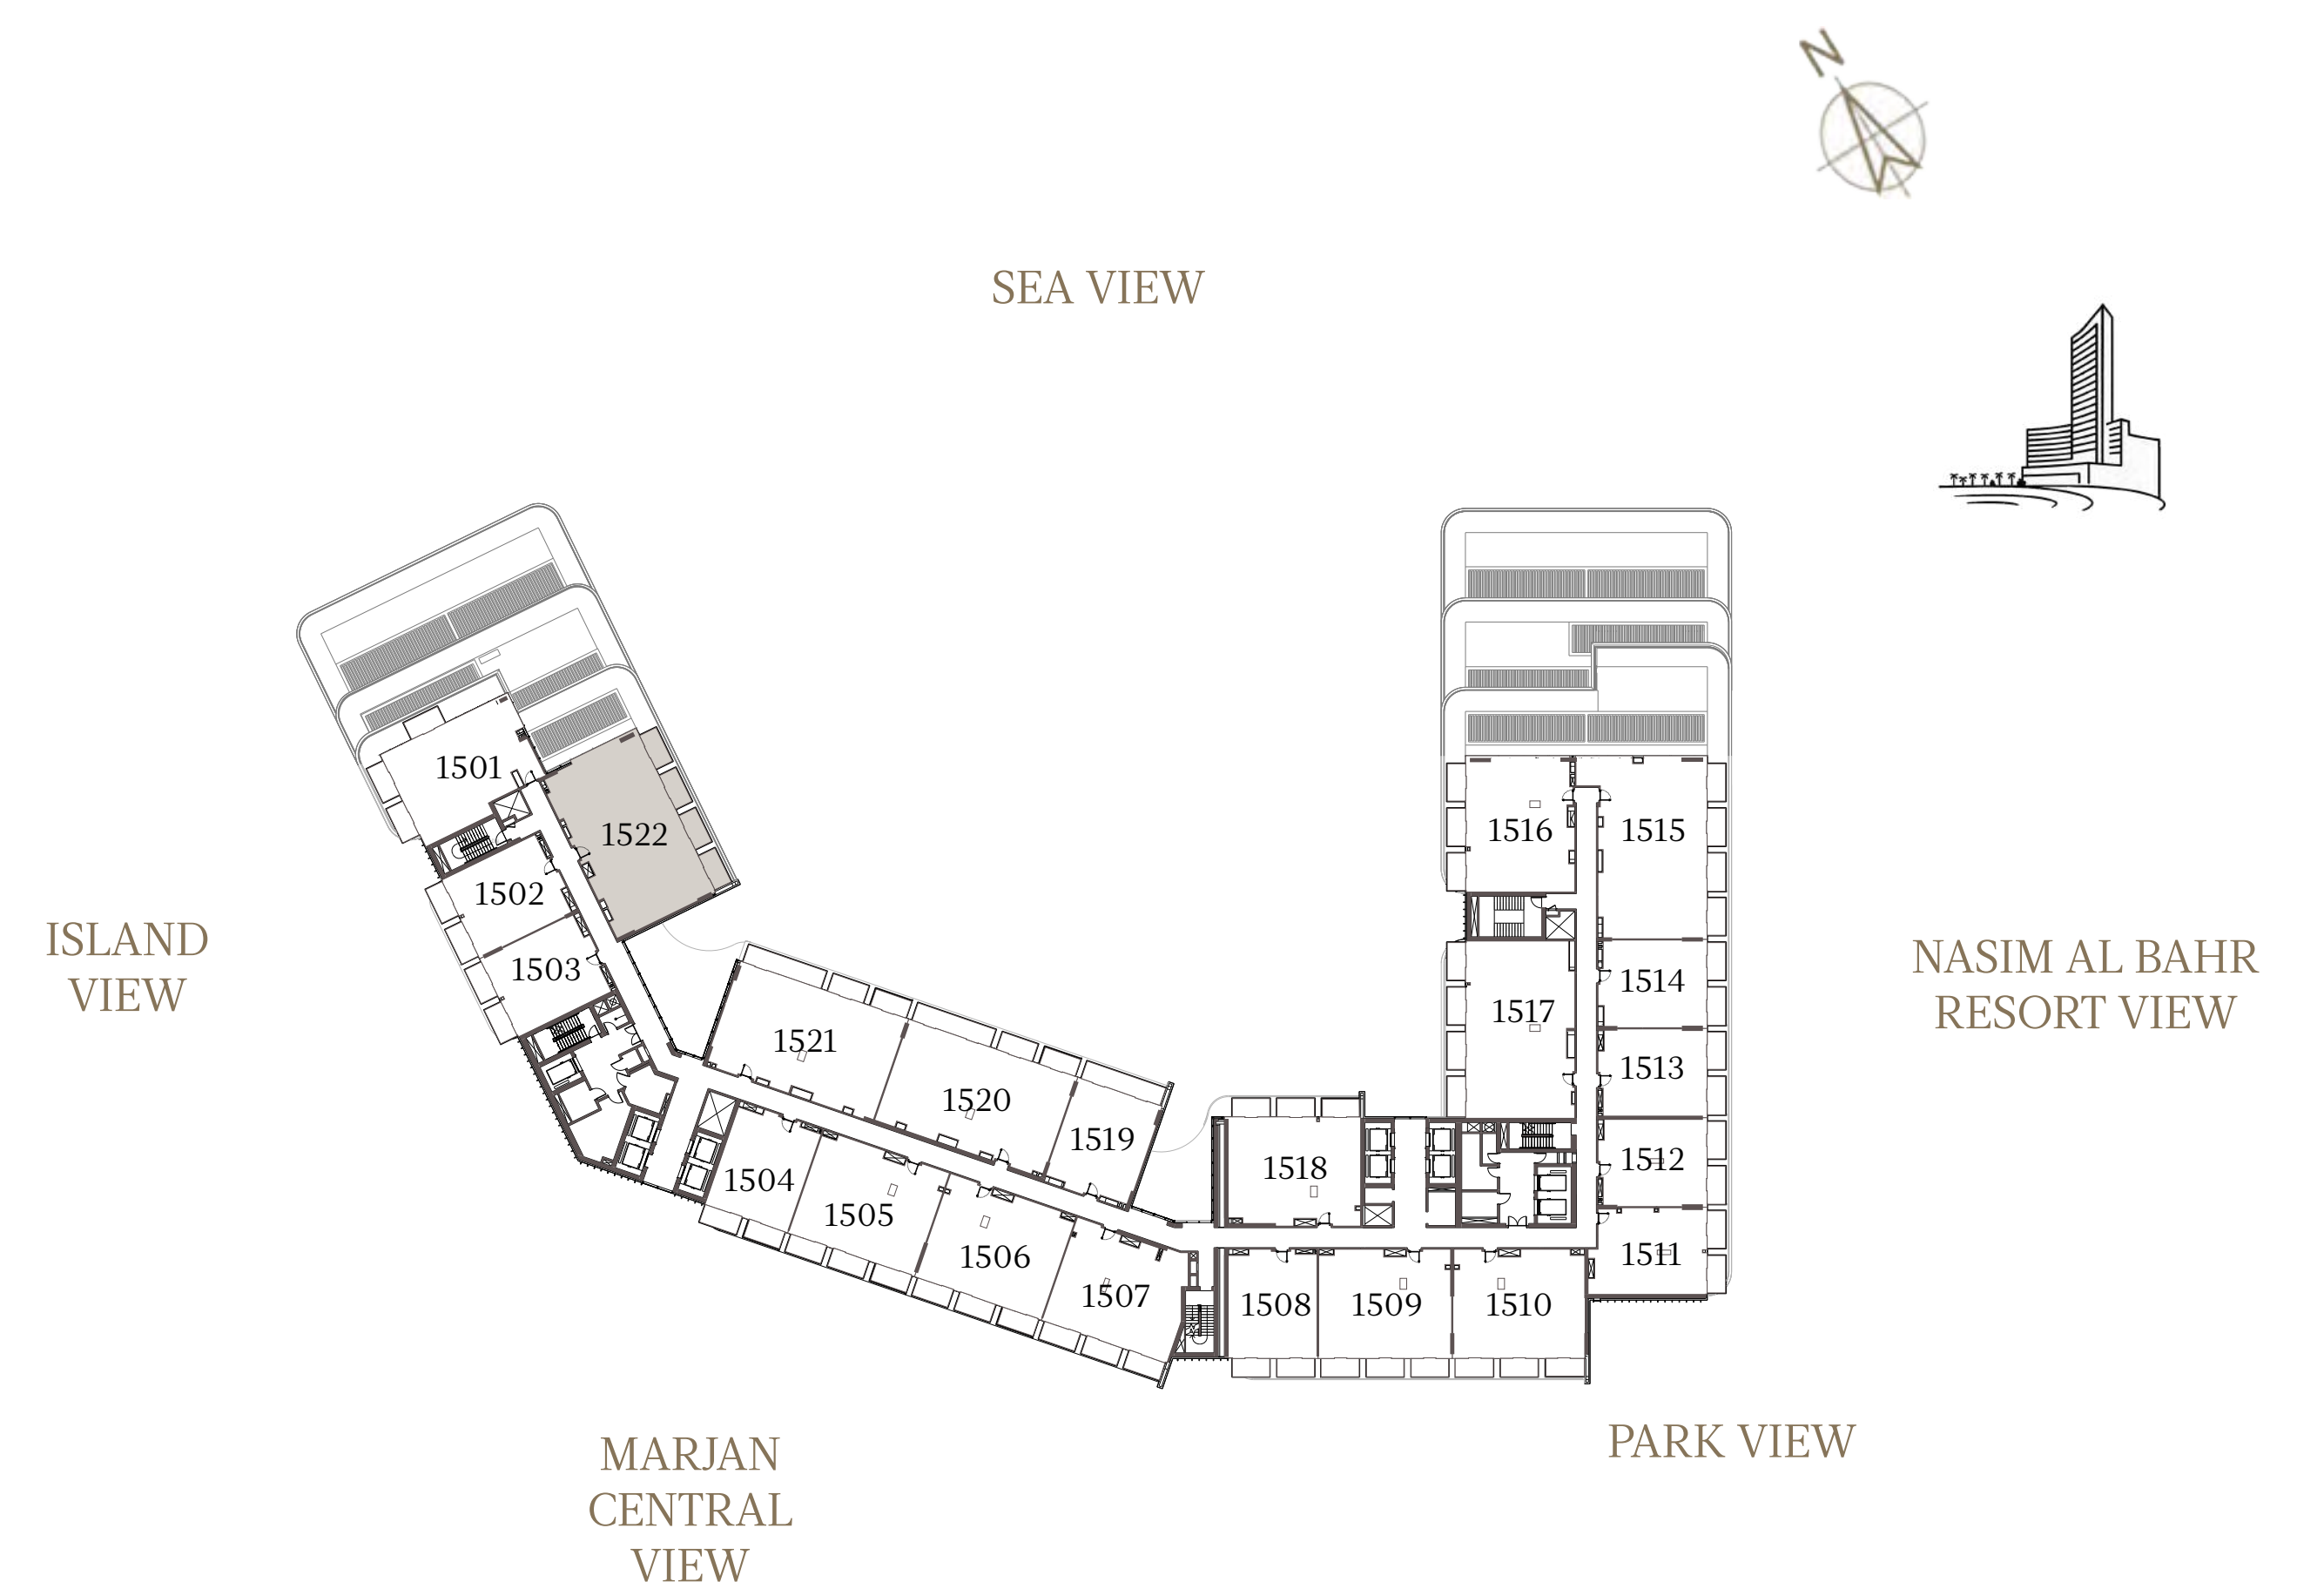 N
SEA VIEW
1501
1522
1516
1515
1502
1503
ISLAND
VIEW
NASIM AL BAHR
RESORT VIEW
1514
1517
1521
1513
1520
1519
1512
1518
1504
1505
1506
1511
1507
1508
1509
1510
MARJAN
CENTRAL
VIEW
PARK VIEW